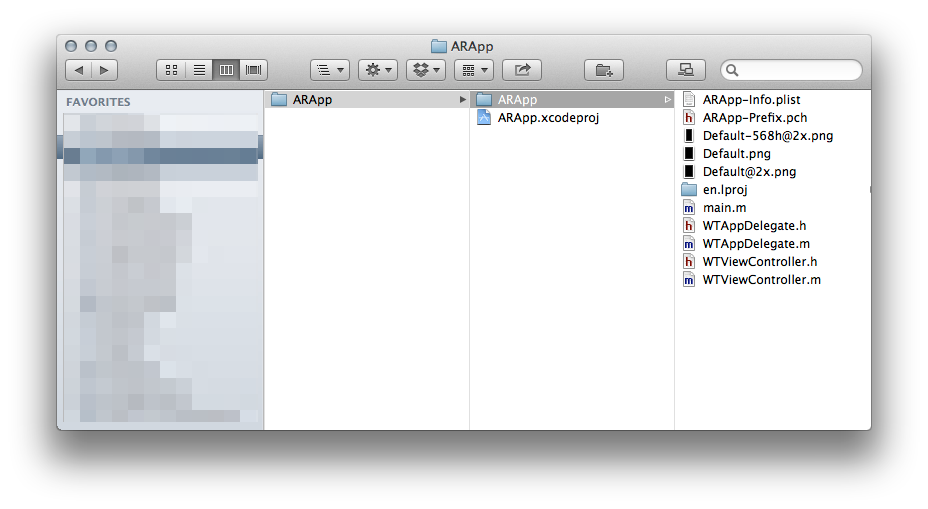 ARApp
FAVORITES
ARApp
ARApp
ARApp.xcodeproj
ARApp-Info.plist
ARApp-Prefix.pch
Default-568h@2x.png
Default.png
Default@2x.png
en.lproj
main.m
WTAppDelegate.h
WTAppDelegate.m
WTViewController.h
WTViewController.m